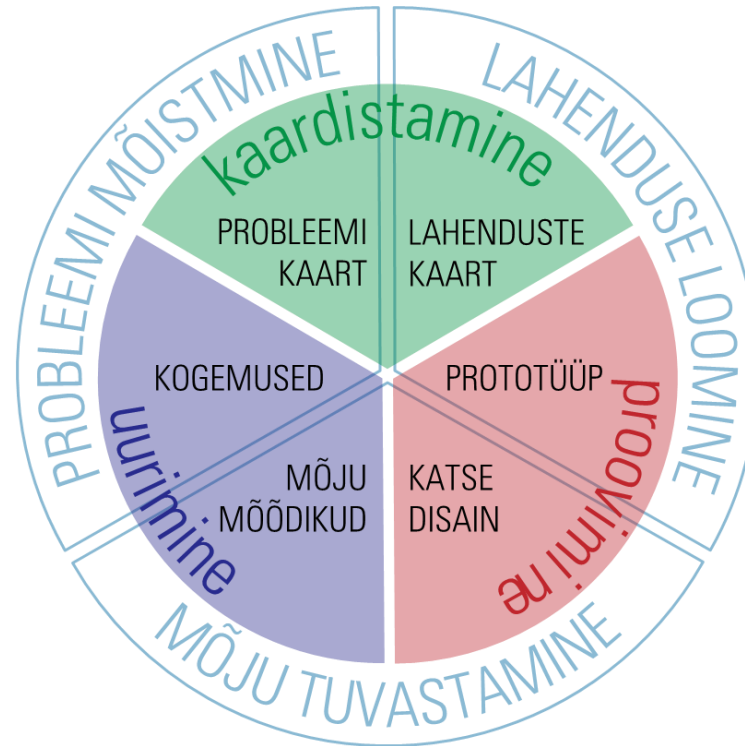 PROBLEEMI MÕISTMINE
LAHENDUSE LOOMINE
kaardistamine
PROBLEEMI
KAART
LAHENDUSTE
KAART
KOGEMUSED
PROTOTÜÜP
uurimine
proovimine
MÕJU
MÕÕDIKUD
KATSE
DISAIN
MÕJU TUVASTAMINE